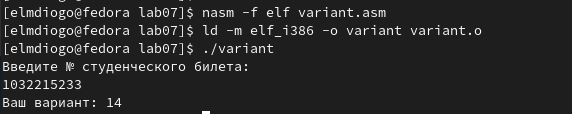 [elmdiogo@fedora lab07]$ nasm -f elf variant.asm
[elmdiogo@fedora lab07]$ ld -m elf_i386 -o variant variant.o
[elmdiogo@fedora lab07]$ ./variant
Введите № студенческого билета:
1032215233
Ваш вариант: 14